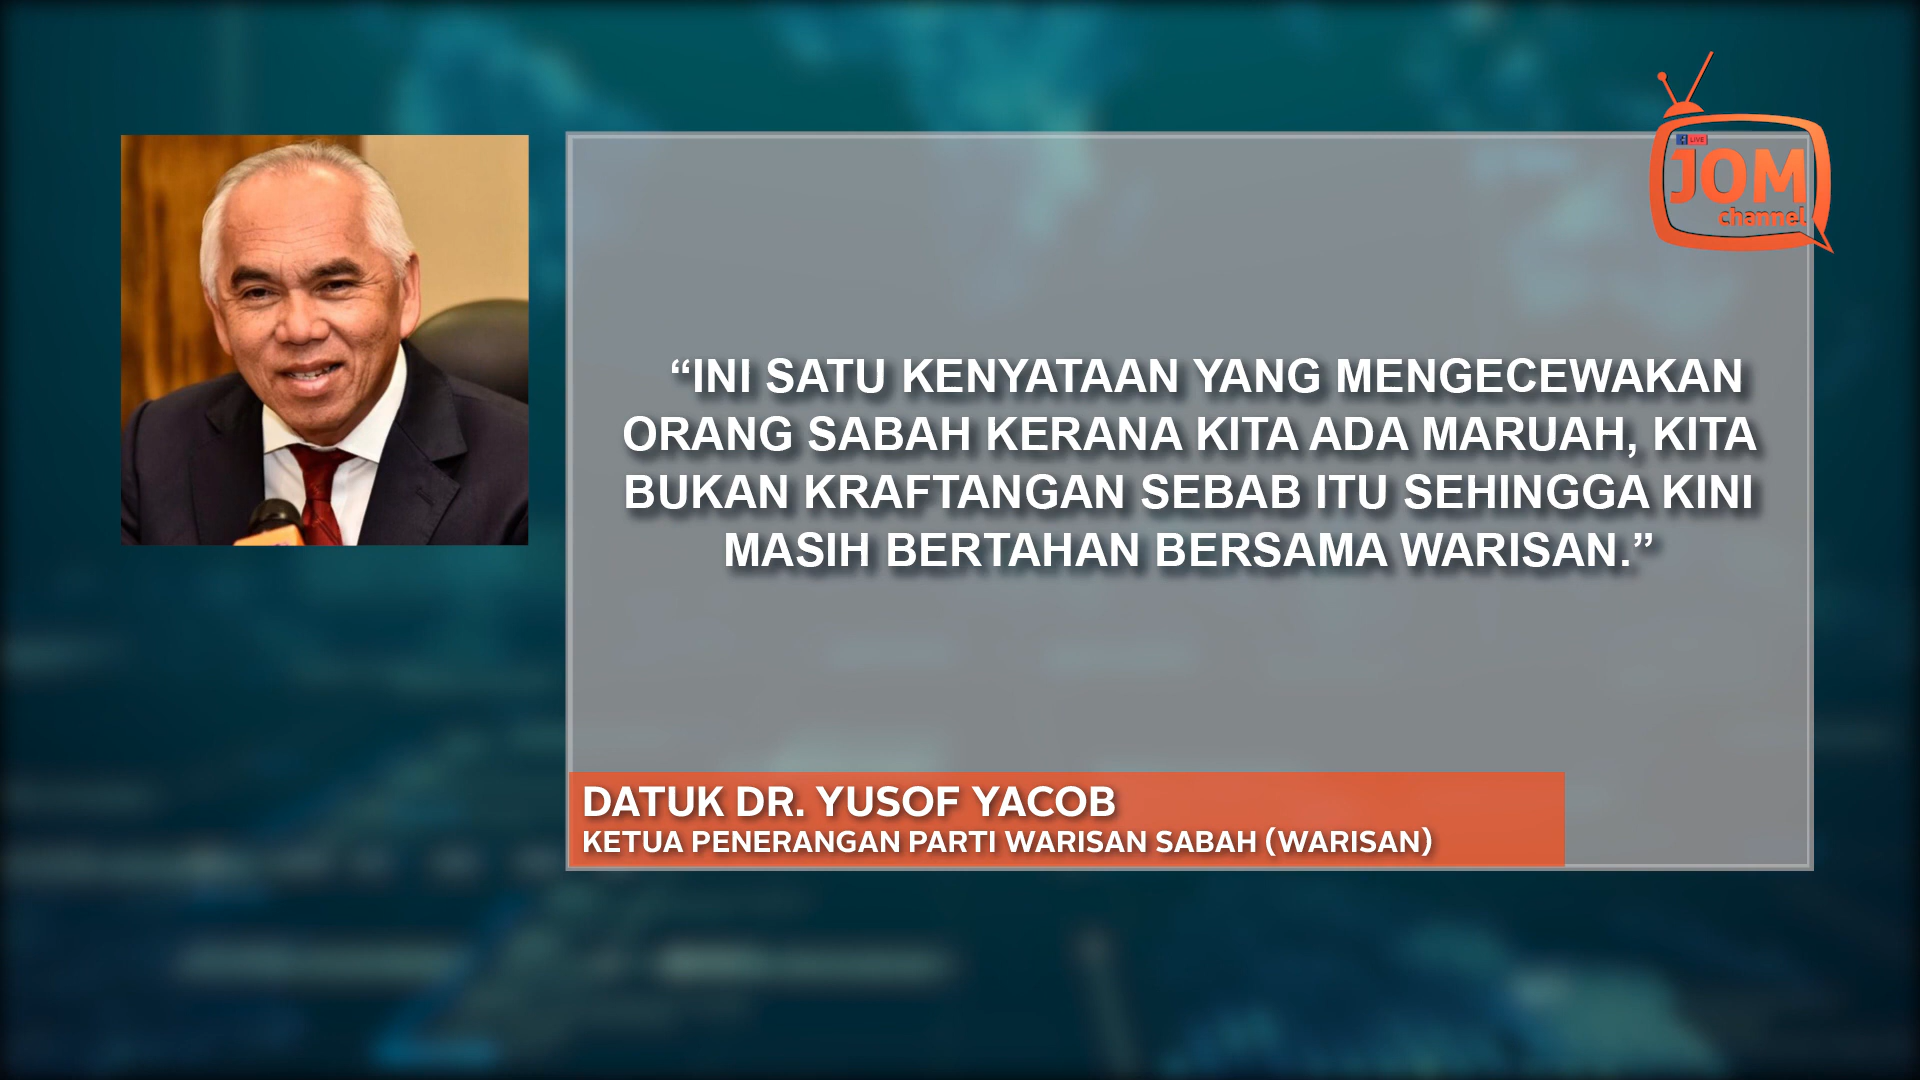 LIVE
JOM
channel
“INI SATU KENYATAAN YANG MENGECEWAKAN
ORANG SABAH KERANA KITA ADA MARUAH, KITA
BUKAN KRAFTANGAN SEBAB ITU SEHINGGA KINI
MASIH BERTAHAN BERSAMA WARISAN.”
DATUK DR. YUSOF YACOB
KETUA PENERANGAN PARTI WARISAN SABAH (WARISAN)